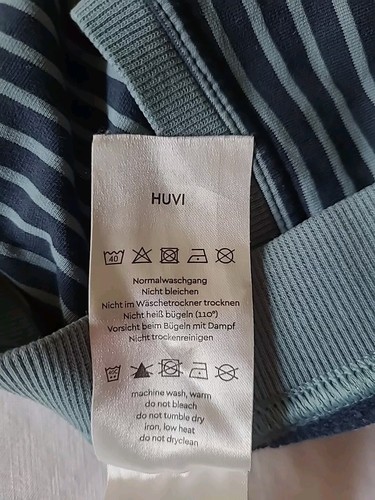 HUVI
40
Normalwaschgang
Nicht bleichen
Nicht im Wäschetrockner trocknen
Nicht heiß bügeln (110°)
Vorsicht beim Bügeln mit Dampf
Nicht trockenreinigen
machine wash, warm
do not bleach
do not tumble dry
iron, low heat
do not dryclean